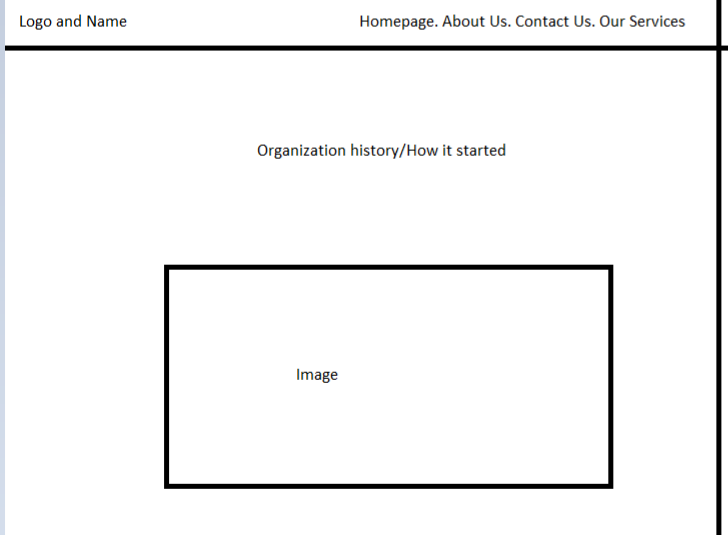 Logo and Name
Homepage. About Us. Contact Us. Our Services
Organization history/How it started
Image